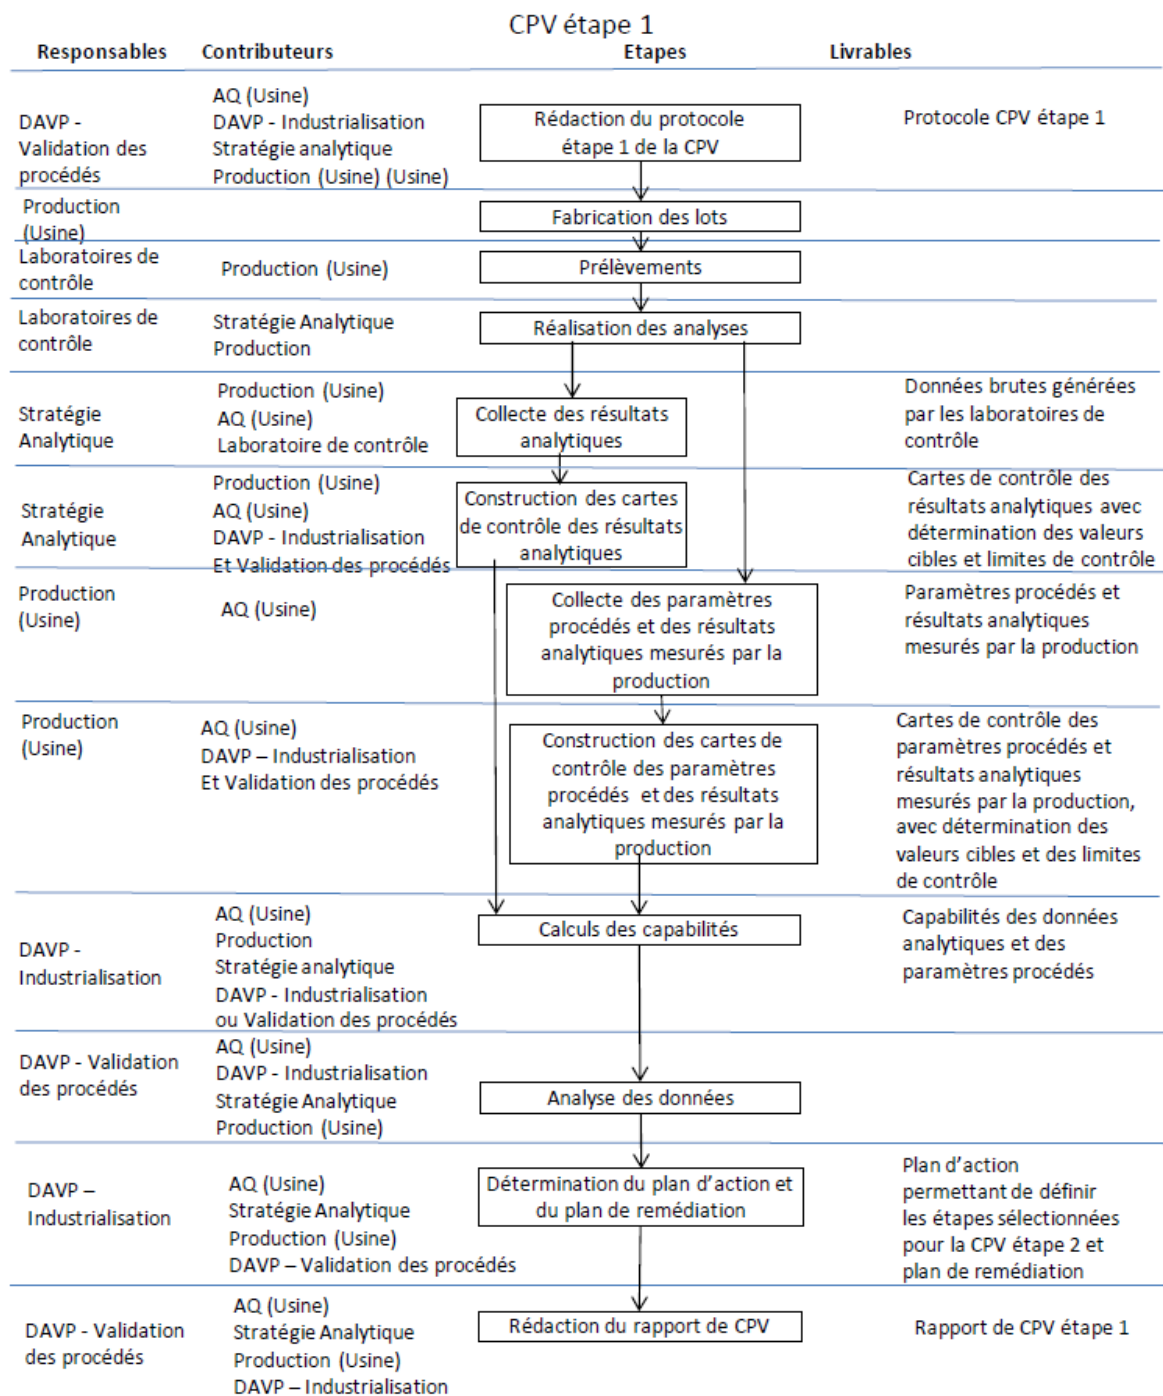 CPV étape 1
Responsables
Contributeurs
Etapes
Livrables
DAVP -
Validation des
procédés
AQ (Usine)
DAVP - Industrialisation
Stratégie analytique
Production (Usine) (Usine)
Rédaction du protocole
étape 1 de la CPV
Protocole CPV étape 1
Production
(Usine)
Fabrication des lots
Laboratoires de
contrôle
Production (Usine)
Prélèvements
Laboratoires de
contrôle
Stratégie Analytique
Production
Réalisation des analyses
Stratégie
Analytique
Production (Usine)
AQ (Usine)
Laboratoire de contrôle
Collecte des résultats
analytiques
Données brutes générées
par les laboratoires de
contrôle
Stratégie
Analytique
Production (Usine)
AQ (Usine)
DAVP - Industrialisation
Et Validation des procédés
Construction des cartes
de contrôle des résultats
analytiques
Cartes de contrôle des
résultats analytiques avec
détermination des valeurs
cibles et limites de contrôle
Production
(Usine)
AQ (Usine)
Collecte des paramètres
procédés et des résultats
analytiques mesurés par la
production
Paramètres procédés et
résultats analytiques
mesurés par la production
Production
(Usine)
AQ (Usine)
DAVP – Industrialisation
Et Validation des procédés
Construction des cartes de
contrôle des paramètres
procédés et des résultats
analytiques mesurés par la
production
Cartes de contrôle des
paramètres procédés et
résultats analytiques
mesurés par la production,
avec détermination des
valeurs cibles et des limites
de contrôle
DAVP -
Industrialisation
AQ (Usine)
Production
Stratégie analytique
DAVP - Industrialisation
ou Validation des procédés
Calculs des capabilités
Capabilités des données
analytiques et des
paramètres procédés
DAVP - Validation
des procédés
AQ (Usine)
DAVP - Industrialisation
Stratégie Analytique
Production (Usine)
Analyse des données
DAVP –
Industrialisation
AQ (Usine)
Stratégie Analytique
Production (Usine)
DAVP – Validation des procédés
Détermination du plan d’action et
du plan de remédiation
Plan d’action
permettant de définir
les étapes sélectionnées
pour la CPV étape 2 et
plan de remédiation
DAVP - Validation
des procédés
AQ (Usine)
Stratégie Analytique
Production (Usine)
DAVP – Industrialisation
Rédaction du rapport de CPV
Rapport de CPV étape 1